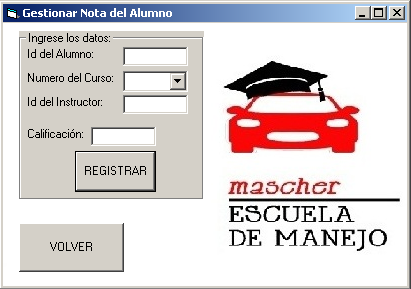 Gestionar Nota del Alumno
Ingrese los datos:
Id del Alumno:
Numero del Curso:
Id del Instructor:
Calificación:
REGISTRAR
VOLVER
mascher
ESCUELA
DE MANEJO